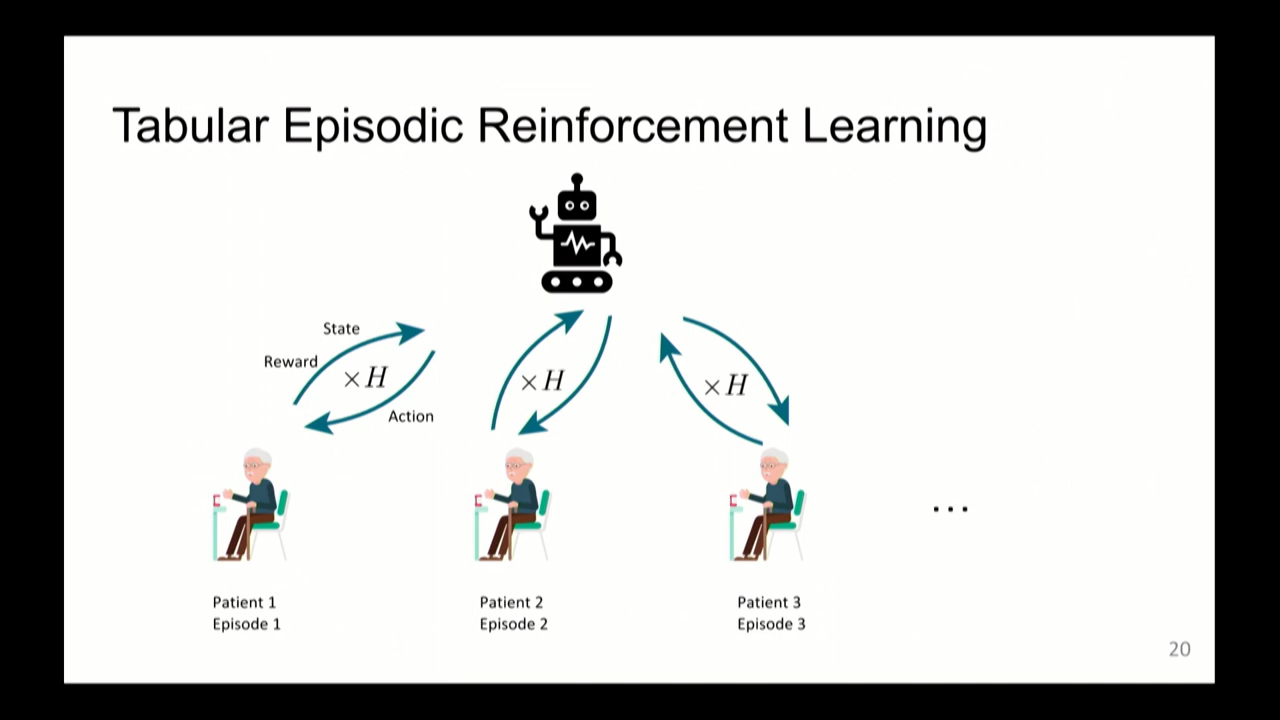 Tabular Episodic Reinforcement Learning
State
Reward
× H
Action
× H
× H
...
Patient 1
Episode 1
Patient 2
Episode 2
Patient 3
Episode 3
20